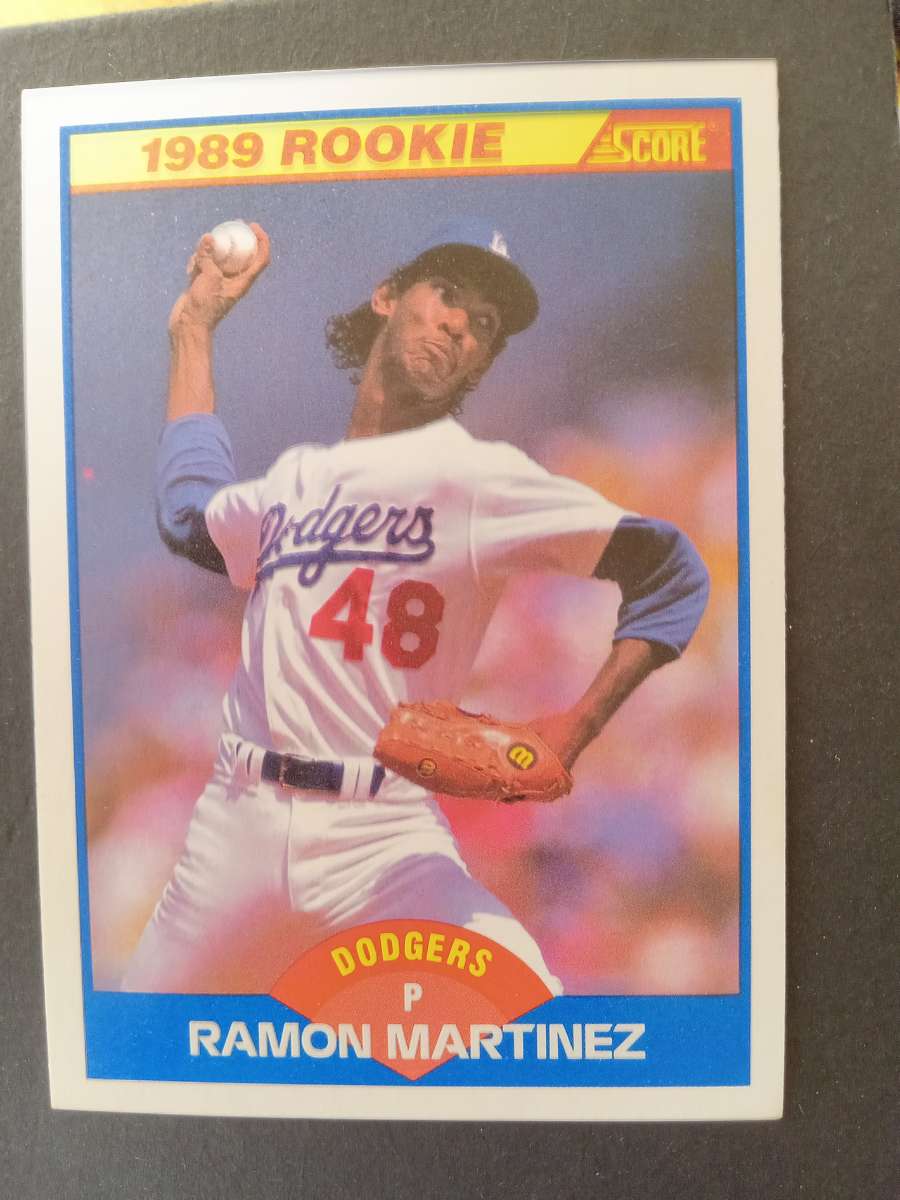 1989 ROOKIE
SCORE®
Dodgers
48
DODGERS
P
RAMON MARTINEZ